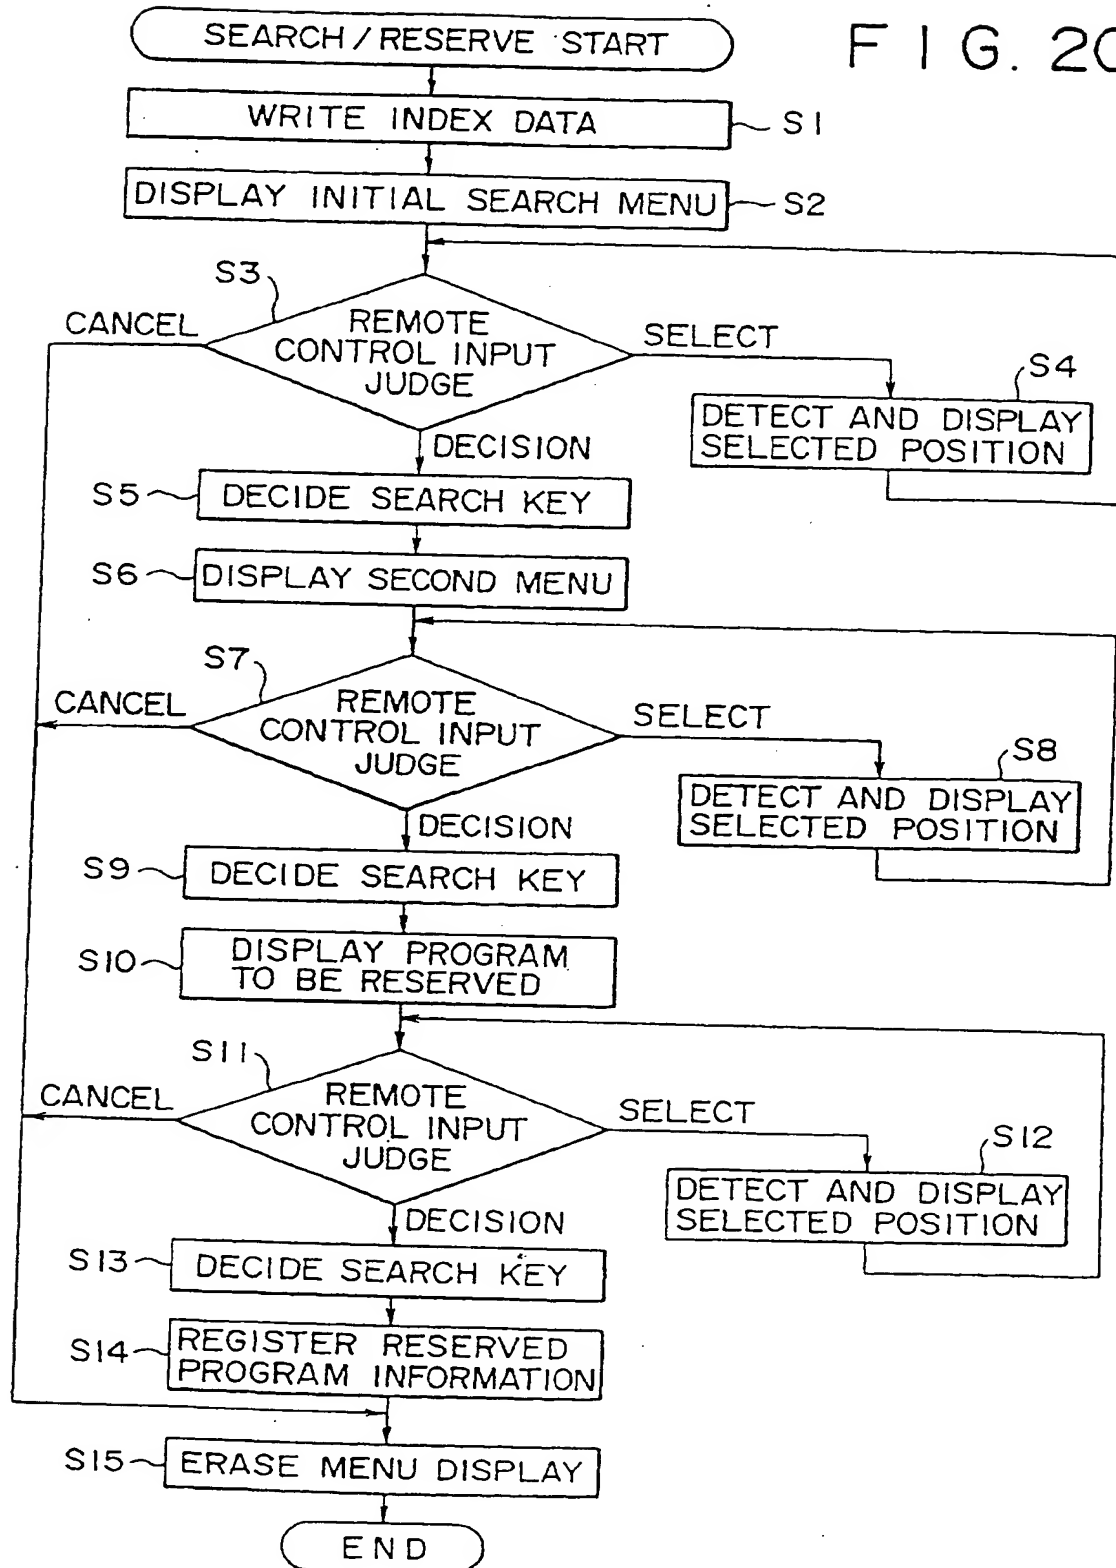 SEARCH/RESERVE START
FIG. 20
WRITE INDEX DATA
S1
DISPLAY INITIAL SEARCH MENU
S2
S3
CANCEL
REMOTE
CONTROL INPUT
JUDGE
SELECT
S4
DETECT AND DISPLAY
SELECTED POSITION
DECISION
S5
DECIDE SEARCH KEY
S6
DISPLAY SECOND MENU
S7
CANCEL
REMOTE
CONTROL INPUT
JUDGE
SELECT
S8
DETECT AND DISPLAY
SELECTED POSITION
DECISION
S9
DECIDE SEARCH KEY
S10
DISPLAY PROGRAM
TO BE RESERVED
S11
CANCEL
REMOTE
CONTROL INPUT
JUDGE
SELECT
S12
DETECT AND DISPLAY
SELECTED POSITION
DECISION
S13
DECIDE SEARCH KEY
S14
REGISTER RESERVED
PROGRAM INFORMATION
S15
ERASE MENU DISPLAY
END